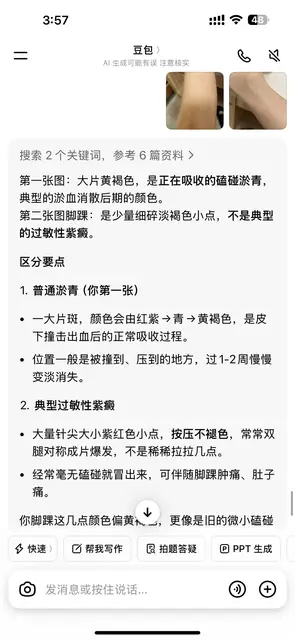 3:57
48
豆包 〉
AI 生成可能有误 注意核实
搜索 2 个关键词，参考 6 篇资料 〉
第一张图：大片黄褐色，是正在吸收的磕碰淤青，
典型的淤血消散后期的颜色。
第二张图脚踝：是少量细碎淡褐色小点，不是典型
的过敏性紫癜。
区分要点
1. 普通淤青（你第一张）
• 一大片斑，颜色会由红紫→青→黄褐色，是皮
下撞击出血后的正常吸收过程。
• 位置一般是被撞到、压到的地方，过1-2周慢慢
变淡消失。
2. 典型过敏性紫癜
• 大量针尖大小紫红色小点，按压不褪色，常常双
腿对称成片爆发，不是稀稀拉拉几点。
• 经常毫无磕碰就冒出来，可伴随脚踝肿痛、肚子
痛。
你脚踝这几点颜色偏黄褐色，更像是旧的微小磕碰
快速 〉
帮我写作
拍题答疑
PPT 生成
发消息或按住说话...